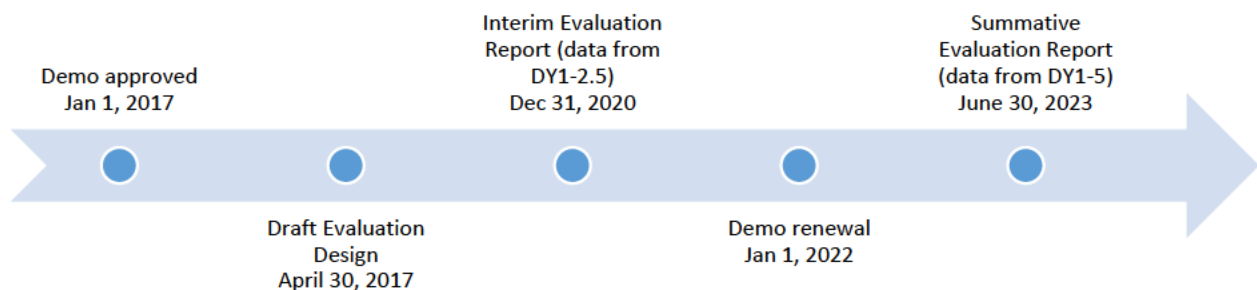 Demo approved
Jan 1, 2017
Draft Evaluation
Design
April 30, 2017
Interim Evaluation
Report (data from
DY1-2.5)
Dec 31, 2020
Demo renewal
Jan 1, 2022
Summative
Evaluation Report
(data from DY1-5)
June 30, 2023